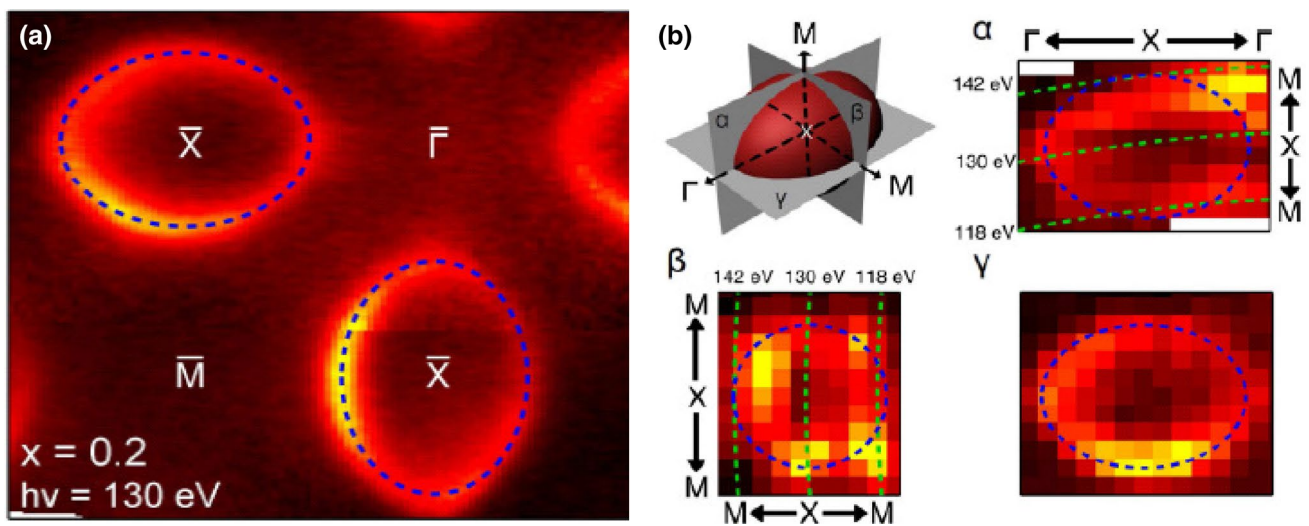 (a)
X̅
Γ̅
M̅
X̅
x = 0.2
hν = 130 eV
(b)
M
α
β
X
Γ
γ
M
α
Γ X Γ
142 eV
130 eV
118 eV
M
X
M
β
142 eV 130 eV 118 eV
M
X
M
M X M
γ